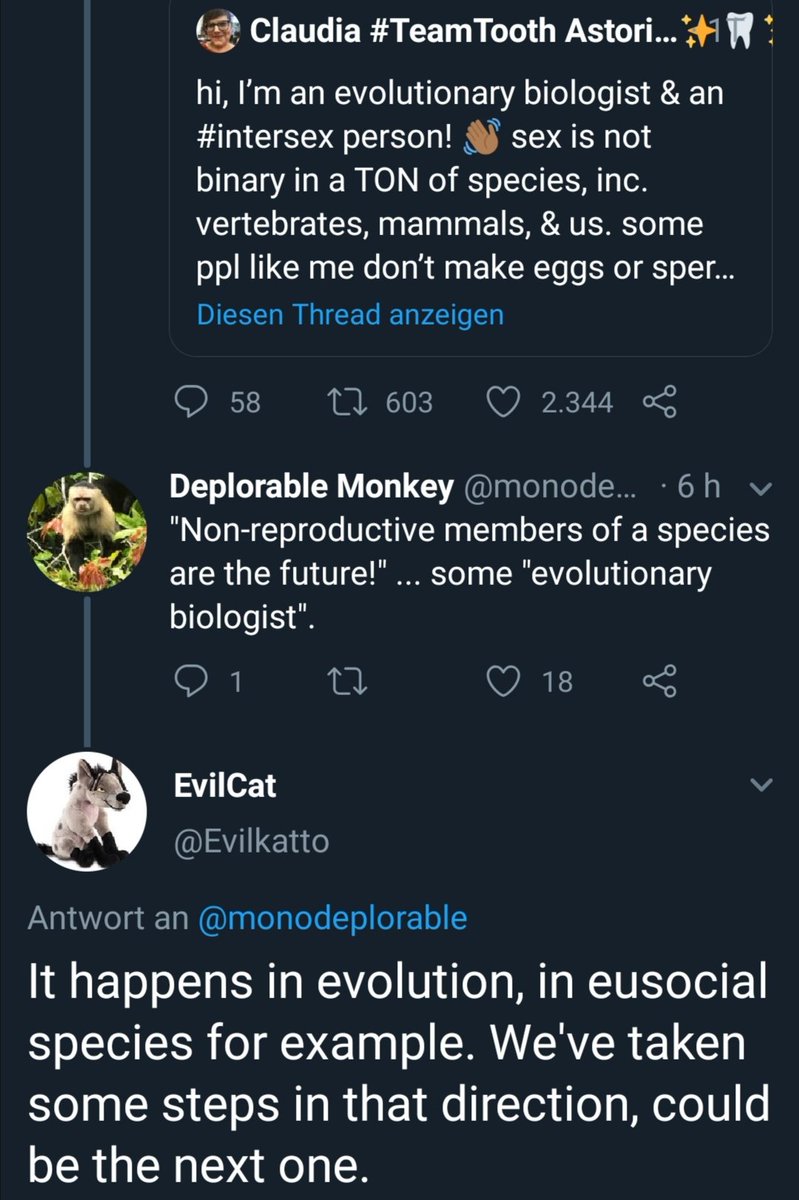 Claudia #TeamTooth Astori...✨🦷
hi, I’m an evolutionary biologist & an
#intersex person! 👋🏾 sex is not
binary in a TON of species, inc.
vertebrates, mammals, & us. some
ppl like me don’t make eggs or sper...
Diesen Thread anzeigen
58 603 2.344
Deplorable Monkey @monode... · 6 h
"Non-reproductive members of a species
are the future!" ... some "evolutionary
biologist".
1 18
EvilCat
@Evilkatto
Antwort an @monodeplorable
It happens in evolution, in eusocial
species for example. We've taken
some steps in that direction, could
be the next one.